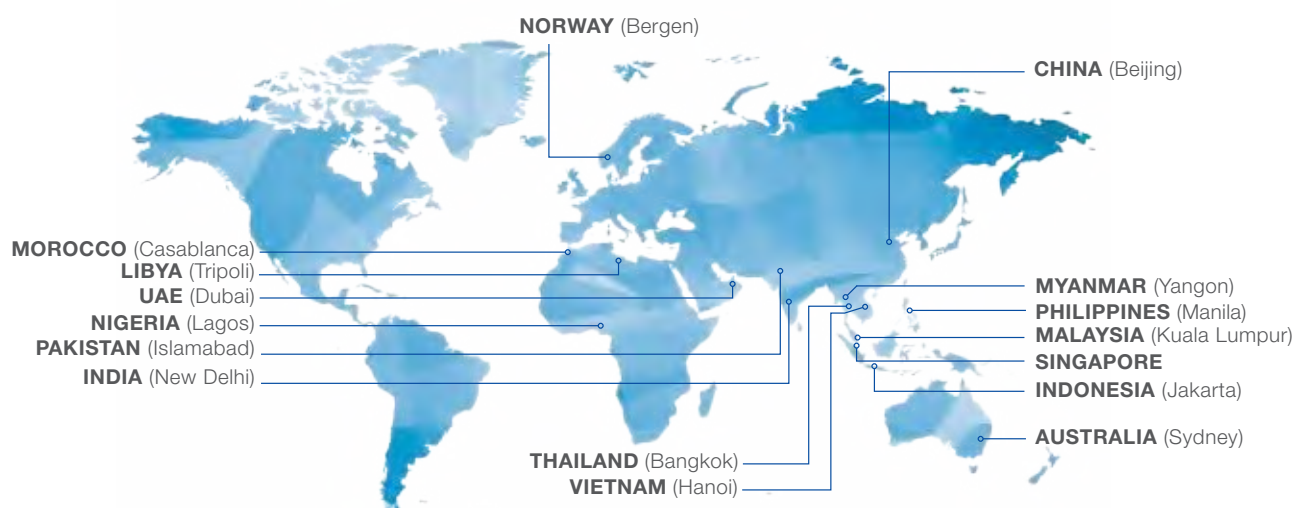 NORWAY (Bergen)
CHINA (Beijing)
MOROCCO (Casablanca)
LIBYA (Tripoli)
UAE (Dubai)
NIGERIA (Lagos)
PAKISTAN (Islamabad)
INDIA (New Delhi)
MYANMAR (Yangon)
PHILIPPINES (Manila)
MALAYSIA (Kuala Lumpur)
SINGAPORE
INDONESIA (Jakarta)
AUSTRALIA (Sydney)
THAILAND (Bangkok)
VIETNAM (Hanoi)